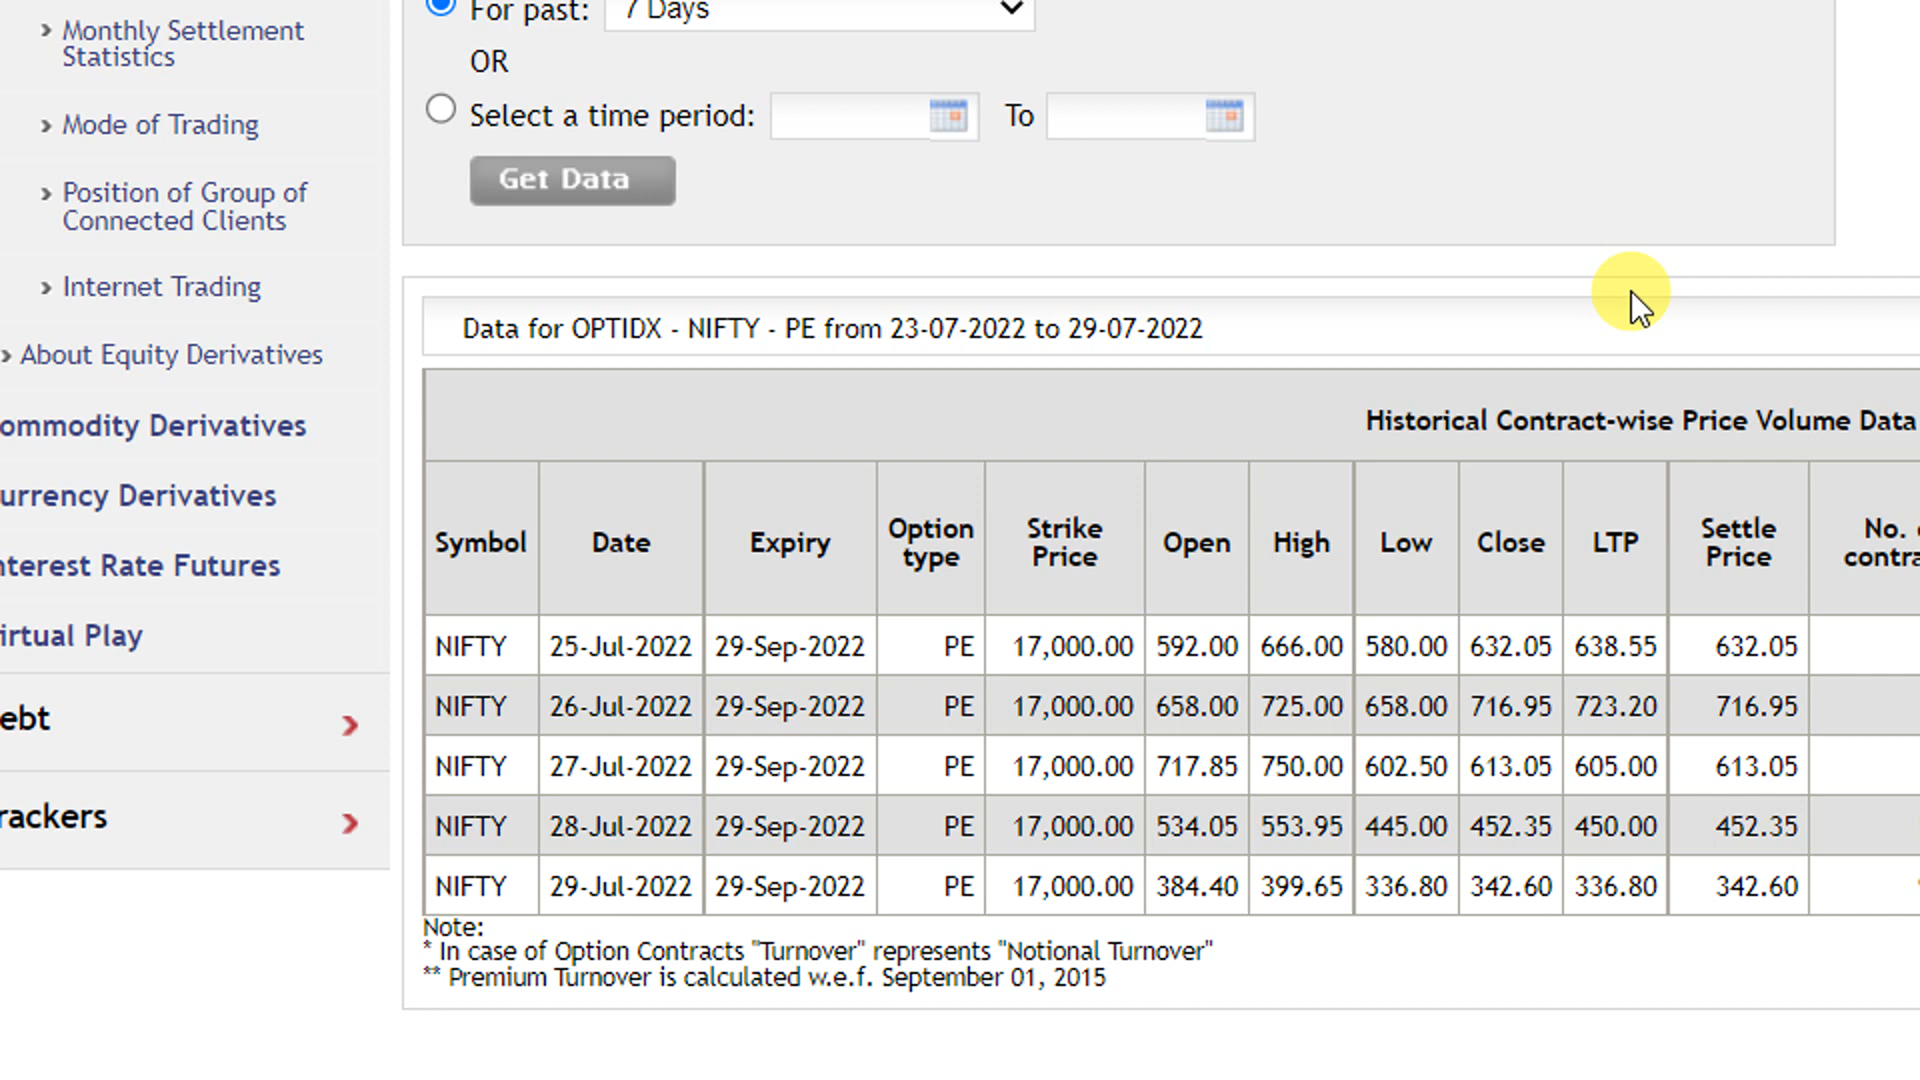 Monthly Settlement
Statistics
Mode of Trading
Position of Group of
Connected Clients
Internet Trading
About Equity Derivatives
ommodity Derivatives
urrency Derivatives
nterest Rate Futures
irtual Play
ebt
rackers
For past: 7 Days
OR
Select a time period: To
Get Data
Data for OPTIDX - NIFTY - PE from 23-07-2022 to 29-07-2022
Historical Contract-wise Price Volume Data
Symbol Date Expiry Option type Strike Price Open High Low Close LTP Settle Price No. contra
NIFTY 25-Jul-2022 29-Sep-2022 PE 17,000.00 592.00 666.00 580.00 632.05 638.55 632.05
NIFTY 26-Jul-2022 29-Sep-2022 PE 17,000.00 658.00 725.00 658.00 716.95 723.20 716.95
NIFTY 27-Jul-2022 29-Sep-2022 PE 17,000.00 717.85 750.00 602.50 613.05 605.00 613.05
NIFTY 28-Jul-2022 29-Sep-2022 PE 17,000.00 534.05 553.95 445.00 452.35 450.00 452.35
NIFTY 29-Jul-2022 29-Sep-2022 PE 17,000.00 384.40 399.65 336.80 342.60 336.80 342.60
Note:
* In case of Option Contracts "Turnover" represents "Notional Turnover"
** Premium Turnover is calculated w.e.f. September 01, 2015